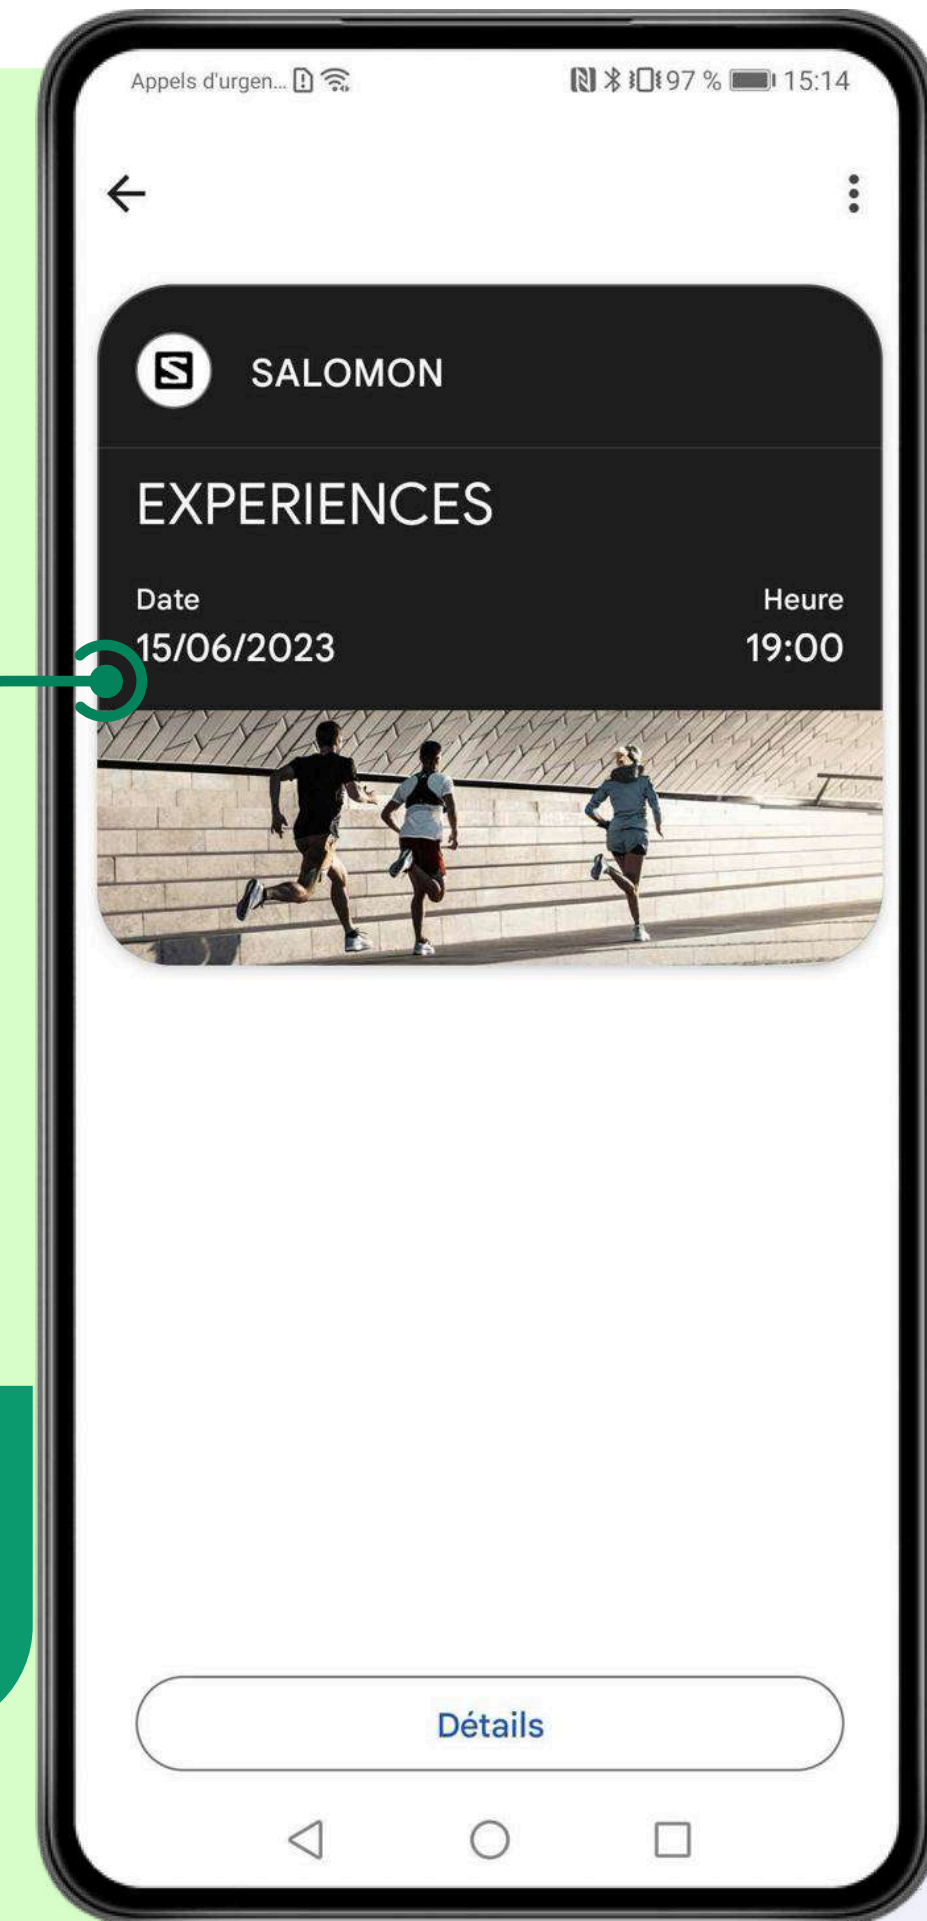 Appels d'urgen... 97 % 15:14
SALOMON
EXPERIENCES
Date Heure
15/06/2023 19:00
Détails